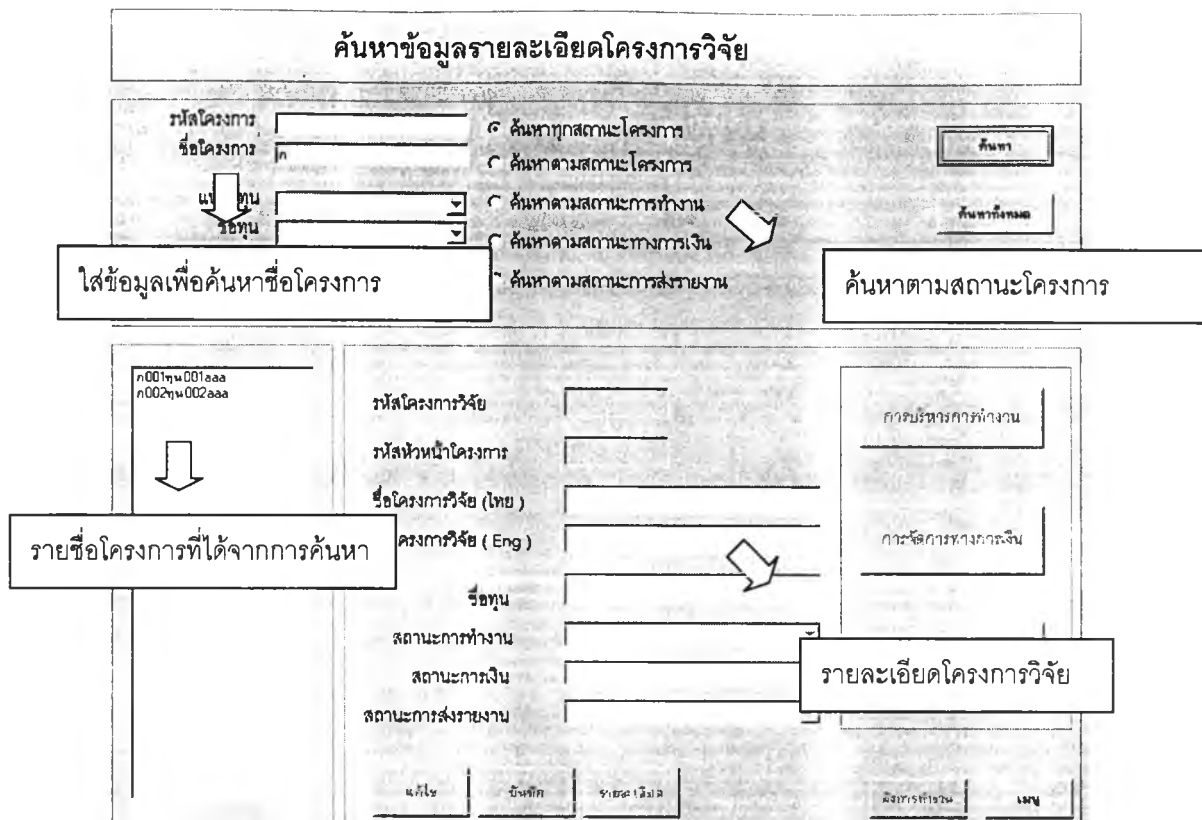 ค้นหาข้อมูลรายละเอียดโครงการวิจัย
รหัสโครงการ
ค้นหาทุกสถานะโครงการ
ค้นหา
ชื่อโครงการ
ก
ค้นหาตามสถานะโครงการ
ทุน
ค้นหาตามสถานะการทำงาน
ค้นหาทั้งหมด
ชื่อทุน
ค้นหาตามสถานะทางการเงิน
ใส่ข้อมูลเพื่อค้นหาชื่อโครงการ
ค้นหาตามสถานะการส่งรายงาน
ค้นหาตามสถานะโครงการ
ก001ทุน001aaa
ก002ทุน002aaa
รหัสโครงการวิจัย
การบริหารการทำงาน
รหัสหัวหน้าโครงการ
ชื่อโครงการวิจัย (ไทย )
รายชื่อโครงการที่ได้จากการค้นหา
ครงการวิจัย ( Eng )
การจัดการทางการเงิน
ชื่อทุน
สถานะการทำงาน
สถานะการเงิน
รายละเอียดโครงการวิจัย
สถานะการส่งรายงาน
แก้ไข
บันทึก
รายละเอียด
ผังการทำงาน
เมนู